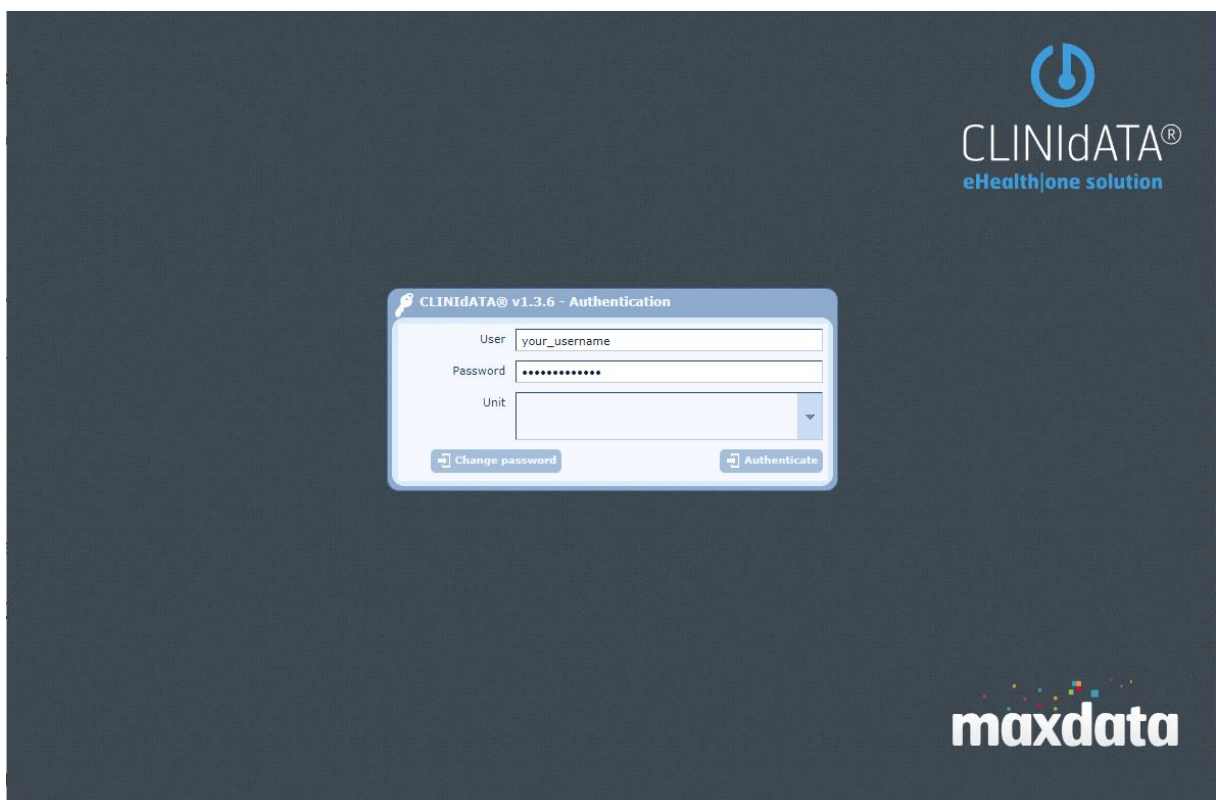 CLINIdATA®
eHealth|one solution
CLINIdATA® v1.3.6 - Authentication
User your_username
Password •••••••••••••
Unit
Change password Authenticate
maxdata